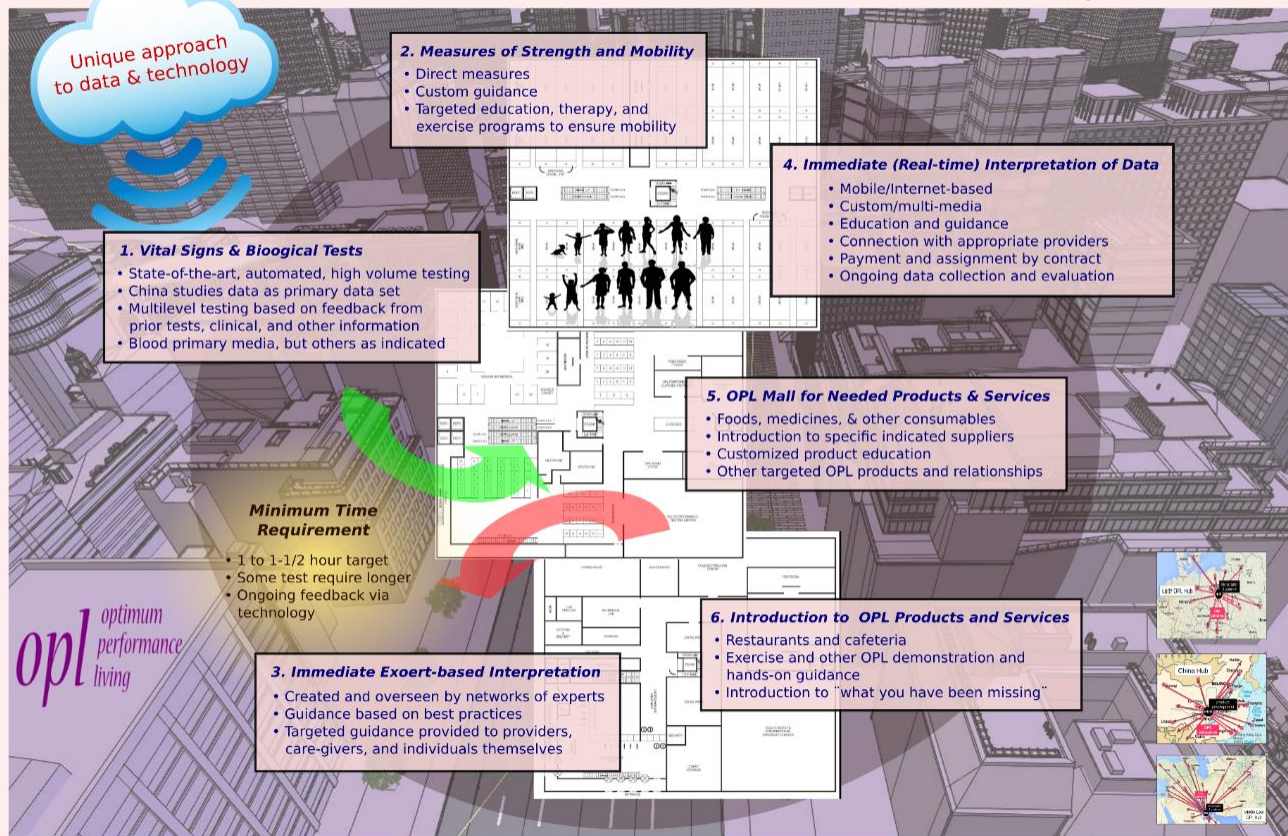 Unique approach
to data & technology
2. Measures of Strength and Mobility
• Direct measures
• Custom guidance
• Targeted education, therapy, and
exercise programs to ensure mobility
4. Immediate (Real-time) Interpretation of Data
• Mobile/Internet-based
• Custom/multi-media
• Education and guidance
• Connection with appropriate providers
• Payment and assignment by contract
• Ongoing data collection and evaluation
1. Vital Signs & Bioogical Tests
• State-of-the-art, automated, high volume testing
• China studies data as primary data set
• Multilevel testing based on feedback from
prior tests, clinical, and other information
• Blood primary media, but others as indicated
5. OPL Mall for Needed Products & Services
• Foods, medicines, & other consumables
• Introduction to specific indicated suppliers
• Customized product education
• Other targeted OPL products and relationships
Minimum Time
Requirement
• 1 to 1-1/2 hour target
• Some test require longer
• Ongoing feedback via
technology
opl optimum
performance
living
6. Introduction to OPL Products and Services
• Restaurants and cafeteria
• Exercise and other OPL demonstration and
hands-on guidance
• Introduction to ¨what you have been missing¨
3. Immediate Exoert-based Interpretation
• Created and overseen by networks of experts
• Guidance based on best practices
• Targeted guidance provided to providers,
care-givers, and individuals themselves
China Hub